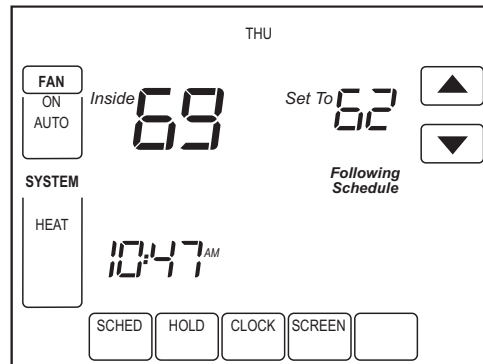 THU
FAN
ON
AUTO
Inside 69
Set To 62
Following
Schedule
SYSTEM
HEAT
10:47 AM
SCHED HOLD CLOCK SCREEN